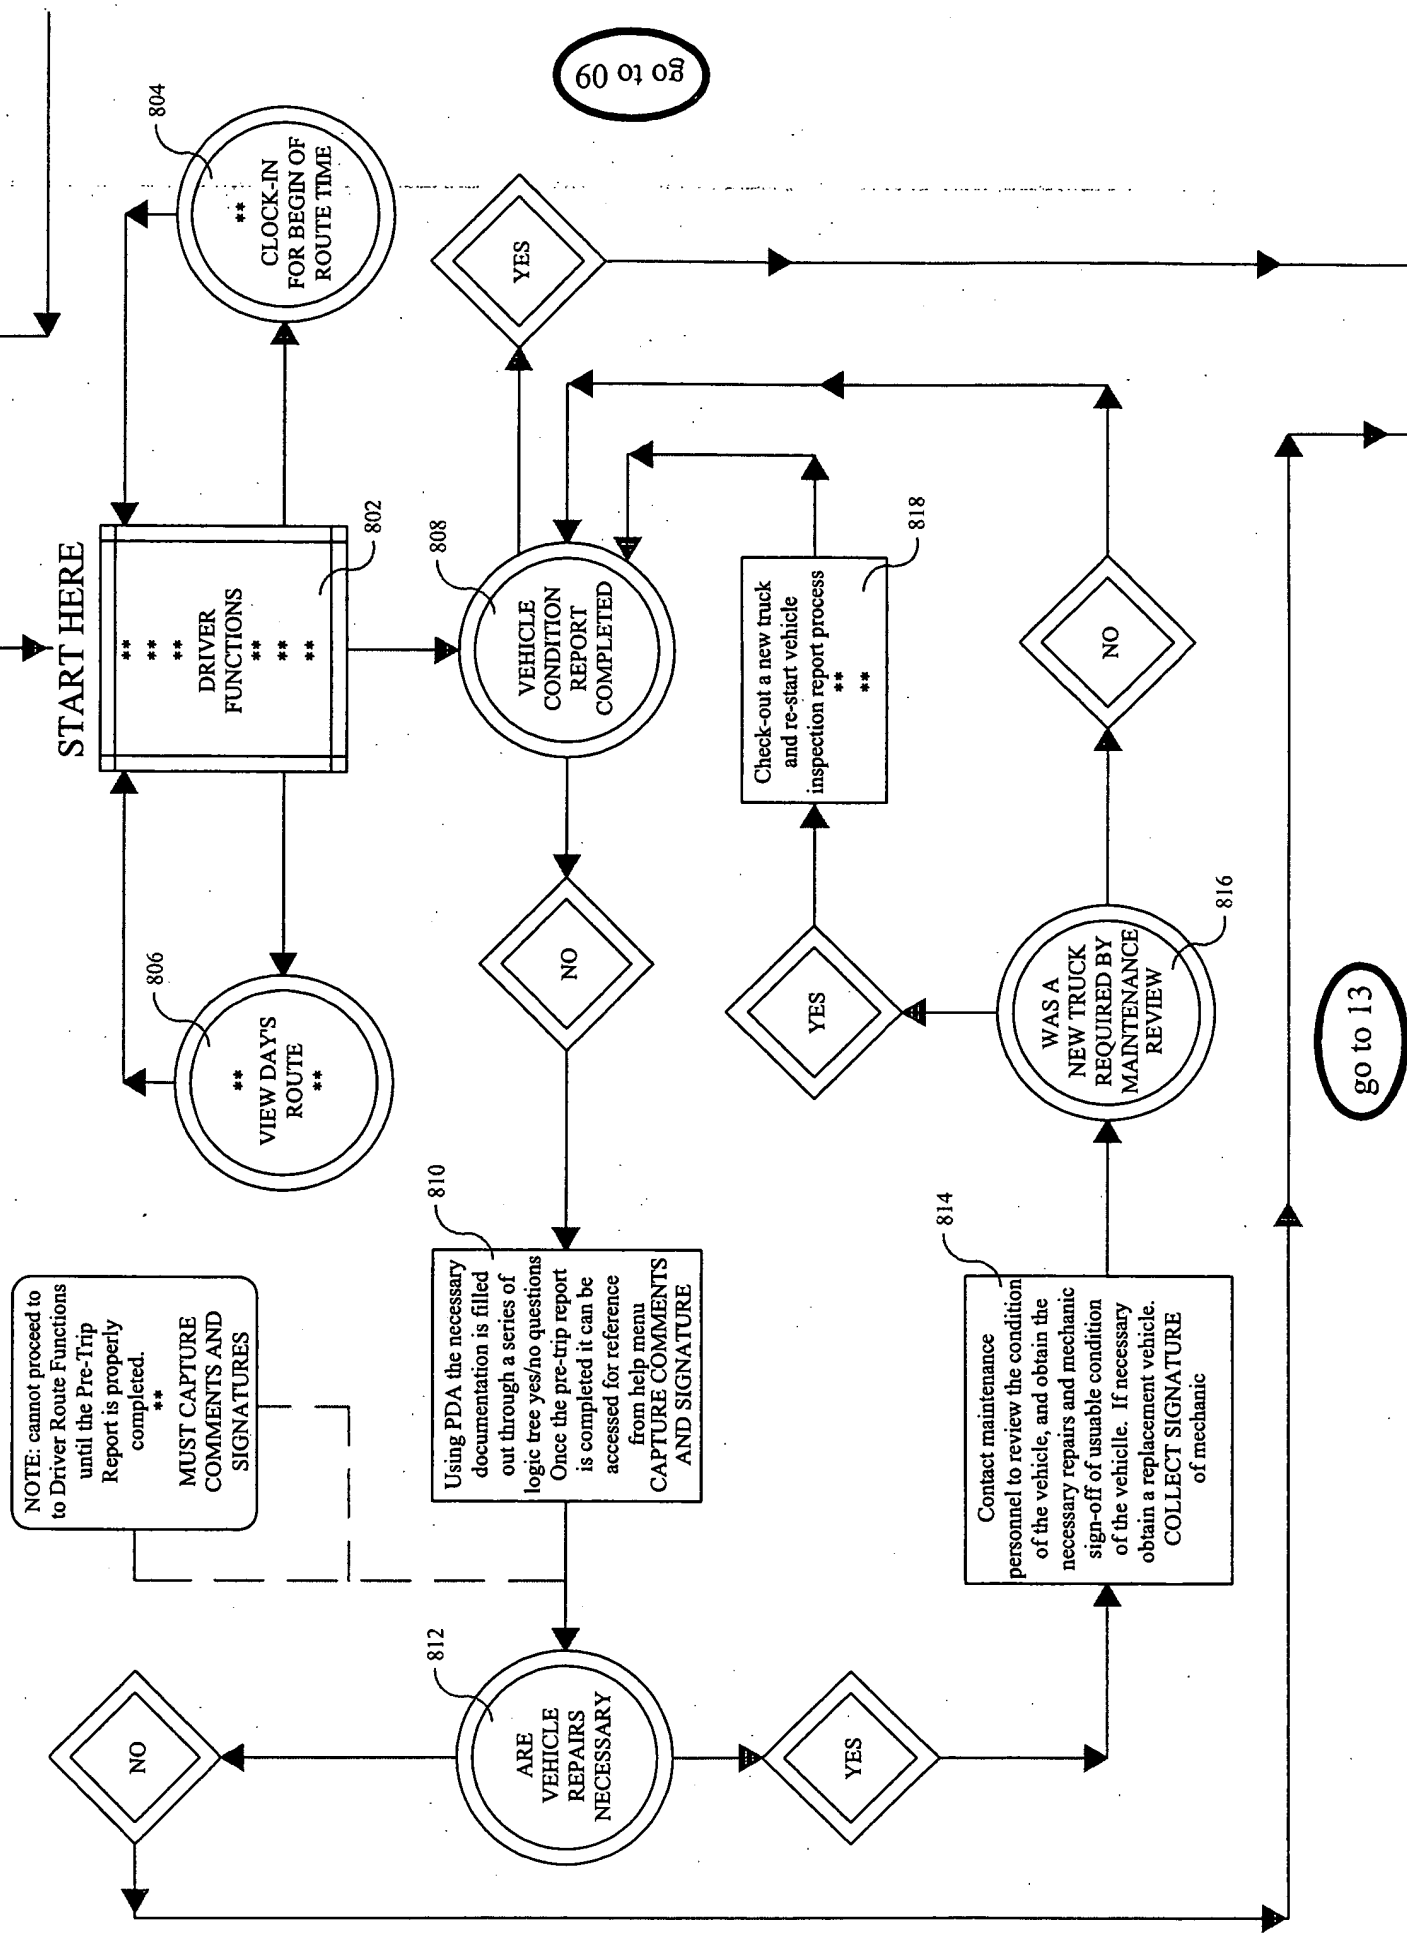 START HERE
**
**
**
DRIVER
FUNCTIONS
**
**
**
802
**
CLOCK-IN
FOR BEGIN OF
ROUTE TIME
804
**
VIEW DAY'S
ROUTE
**
806
go to 09
VEHICLE
CONDITION
REPORT
COMPLETED
808
YES
NO
NOTE: cannot proceed to
to Driver Route Functions
until the Pre-Trip
Report is properly
completed.
**
MUST CAPTURE
COMMENTS AND
SIGNATURES
Using PDA the necessary
documentation is filled
out through a series of
logic tree yes/no questions
Once the pre-trip report
is completed it can be
accessed for reference
from help menu
CAPTURE COMMENTS
AND SIGNATURE
810
ARE
VEHICLE
REPAIRS
NECESSARY
812
NO
YES
Contact maintenance
personnel to review the condition
of the vehicle, and obtain the
necessary repairs and mechanic
sign-off of usuable condition
of the vehiclle. If necessary
obtain a replacement vehicle.
COLLECT SIGNATURE
of mechanic
814
WAS A
NEW TRUCK
REQUIRED BY
MAINTENANCE
REVIEW
816
YES
NO
Check-out a new truck
and re-start vehicle
inspection report process
**
**
818
go to 13